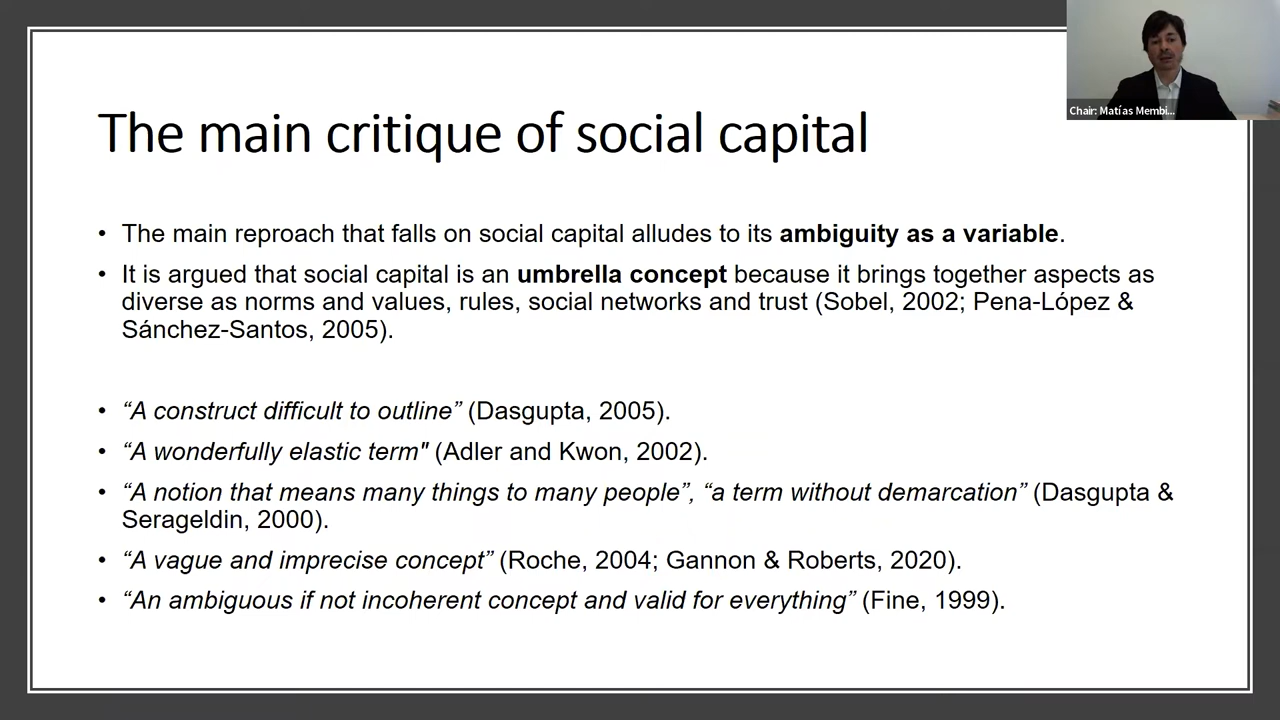 Chair: Matías Membi...
The main critique of social capital
• The main reproach that falls on social capital alludes to its ambiguity as a variable.
• It is argued that social capital is an umbrella concept because it brings together aspects as
diverse as norms and values, rules, social networks and trust (Sobel, 2002; Pena-López &
Sánchez-Santos, 2005).
• “A construct difficult to outline” (Dasgupta, 2005).
• “A wonderfully elastic term" (Adler and Kwon, 2002).
• “A notion that means many things to many people”, “a term without demarcation” (Dasgupta &
Serageldin, 2000).
• “A vague and imprecise concept” (Roche, 2004; Gannon & Roberts, 2020).
• “An ambiguous if not incoherent concept and valid for everything” (Fine, 1999).